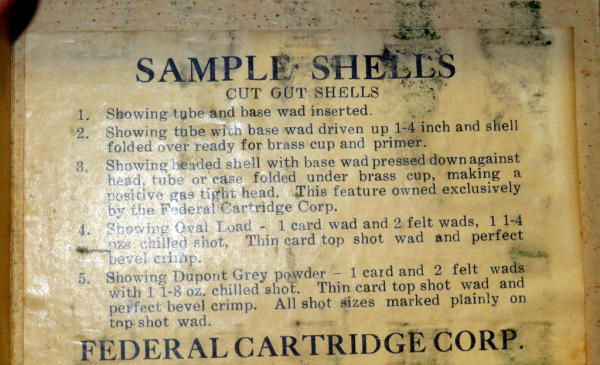 SAMPLE SHELLS
CUT GUT SHELLS
1. Showing tube and base wad inserted.
2. Showing tube with base wad driven up 1-4 inch and shell
folded over ready for brass cup and primer.
3. Showing headed shell with base wad pressed down against
head, tube or case folded under brass cup, making a
positive gas tight head. This feature owned exclusively
by the Federal Cartridge Corp.
4. Showing Oval Load - 1 card wad and 2 felt wads, 1 1-4
ozs chilled shot, Thin card top shot wad and perfect
bevel crimp.
5. Showing Dupont Grey powder - 1 card and 2 felt wads
with 1 1-8 oz. chilled shot. Thin card top shot wad and
perfect bevel crimp. All shot sizes marked plainly on
top shot wad.
FEDERAL CARTRIDGE CORP.